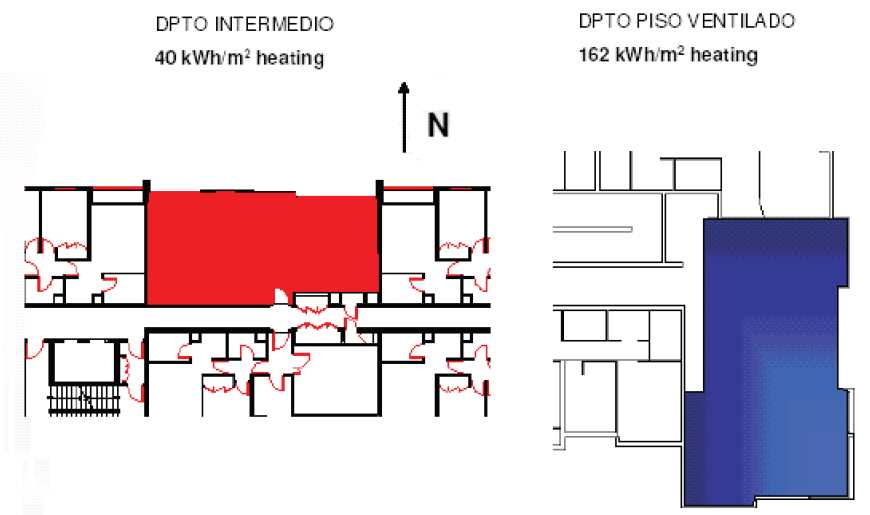 DPTO INTERMEDIO
40 kWh/m² heating
DPTO PISO VENTILADO
162 kWh/m² heating
N